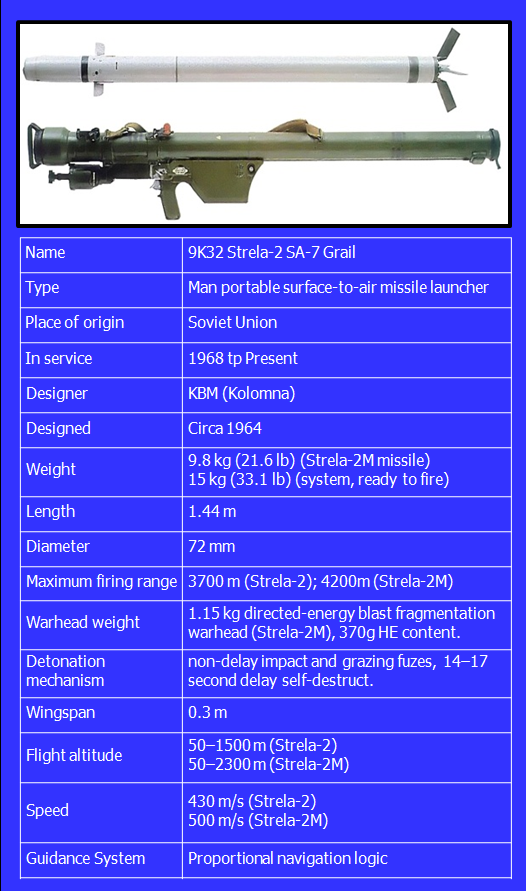 Name 9K32 Strela-2 SA-7 Grail
Type Man portable surface-to-air missile launcher
Place of origin Soviet Union
In service 1968 tp Present
Designer KBM (Kolomna)
Designed Circa 1964
Weight 9.8 kg (21.6 lb) (Strela-2M missile)
15 kg (33.1 lb) (system, ready to fire)
Length 1.44 m
Diameter 72 mm
Maximum firing range 3700 m (Strela-2); 4200m (Strela-2M)
Warhead weight 1.15 kg directed-energy blast fragmentation
warhead (Strela-2M), 370g HE content.
Detonation
mechanism
non-delay impact and grazing fuzes, 14–17
second delay self-destruct.
Wingspan 0.3 m
Flight altitude 50–1500 m (Strela-2)
50–2300 m (Strela-2M)
Speed 430 m/s (Strela-2)
500 m/s (Strela-2M)
Guidance System Proportional navigation logic